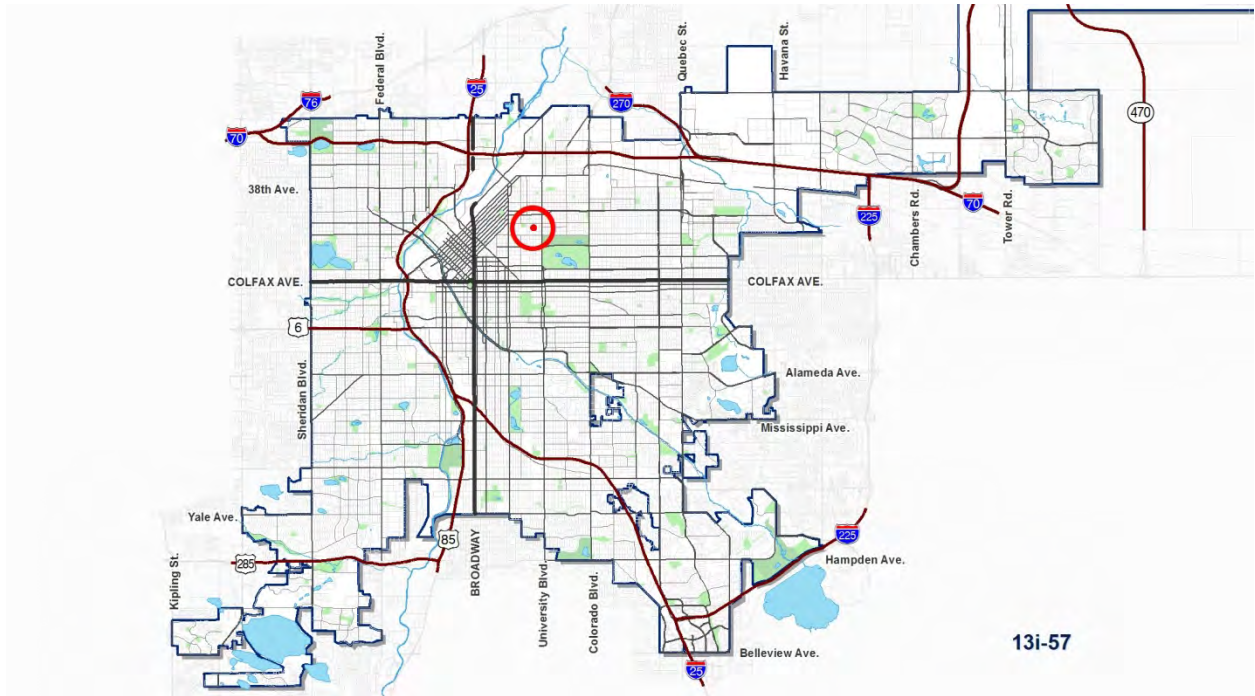 Federal Blvd.
Quebec St.
Havana St.
76
25
270
470
70
38th Ave.
225
70
Chambers Rd.
Tower Rd.
COLFAX AVE.
COLFAX AVE.
6
Sheridan Blvd.
Alameda Ave.
Mississippi Ave.
Yale Ave.
85
225
285
Hampden Ave.
Kipling St.
BROADWAY
University Blvd.
Colorado Blvd.
13i-57
Belleview Ave.
25